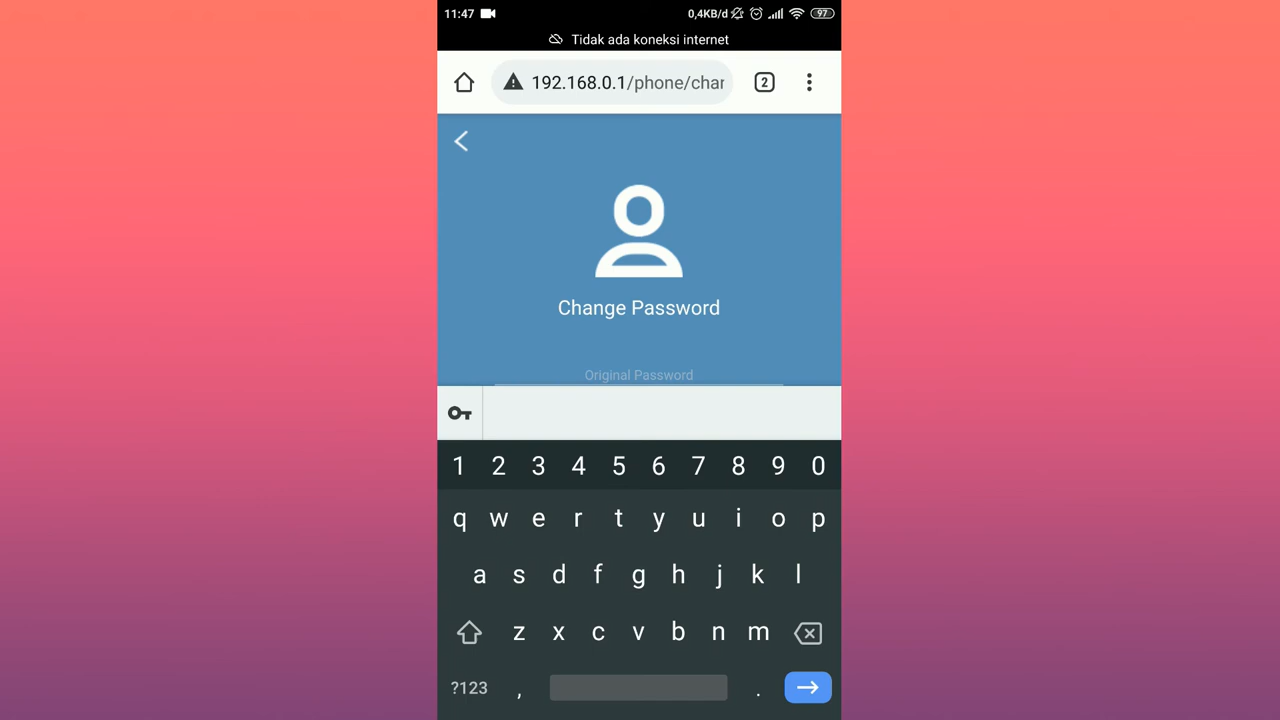 11:47 0,4KB/d 97
Tidak ada koneksi internet
192.168.0.1/phone/char 2
Change Password
Original Password
1 2 3 4 5 6 7 8 9 0
q w e r t y u i o p
a s d f g h j k l
z x c v b n m
?123 , .